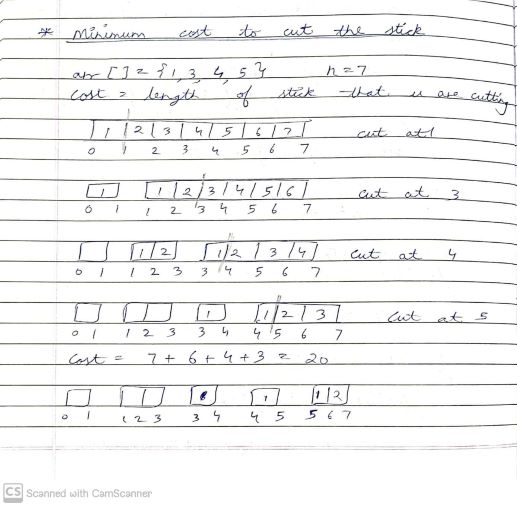 * Minimum cost to cut the stick
arr [] = {1, 3, 4, 5} n = 7
cost = length of stick that u are cutting
1 2 3 4 5 6 7 cut at 1
0 1 2 3 4 5 6 7
1 1 2 3 4 5 6 cut at 3
0 1 1 2 3 4 5 6 7
1 2 1 2 3 4 cut at 4
0 1 1 2 3 3 4 5 6 7
1 1 2 3 cut at 5
0 1 1 2 3 3 4 4 5 6 7
Cost = 7 + 6 + 4 + 3 = 20
1 1 2
0 1 1 2 3 3 4 4 5 5 6 7
CS Scanned with CamScanner